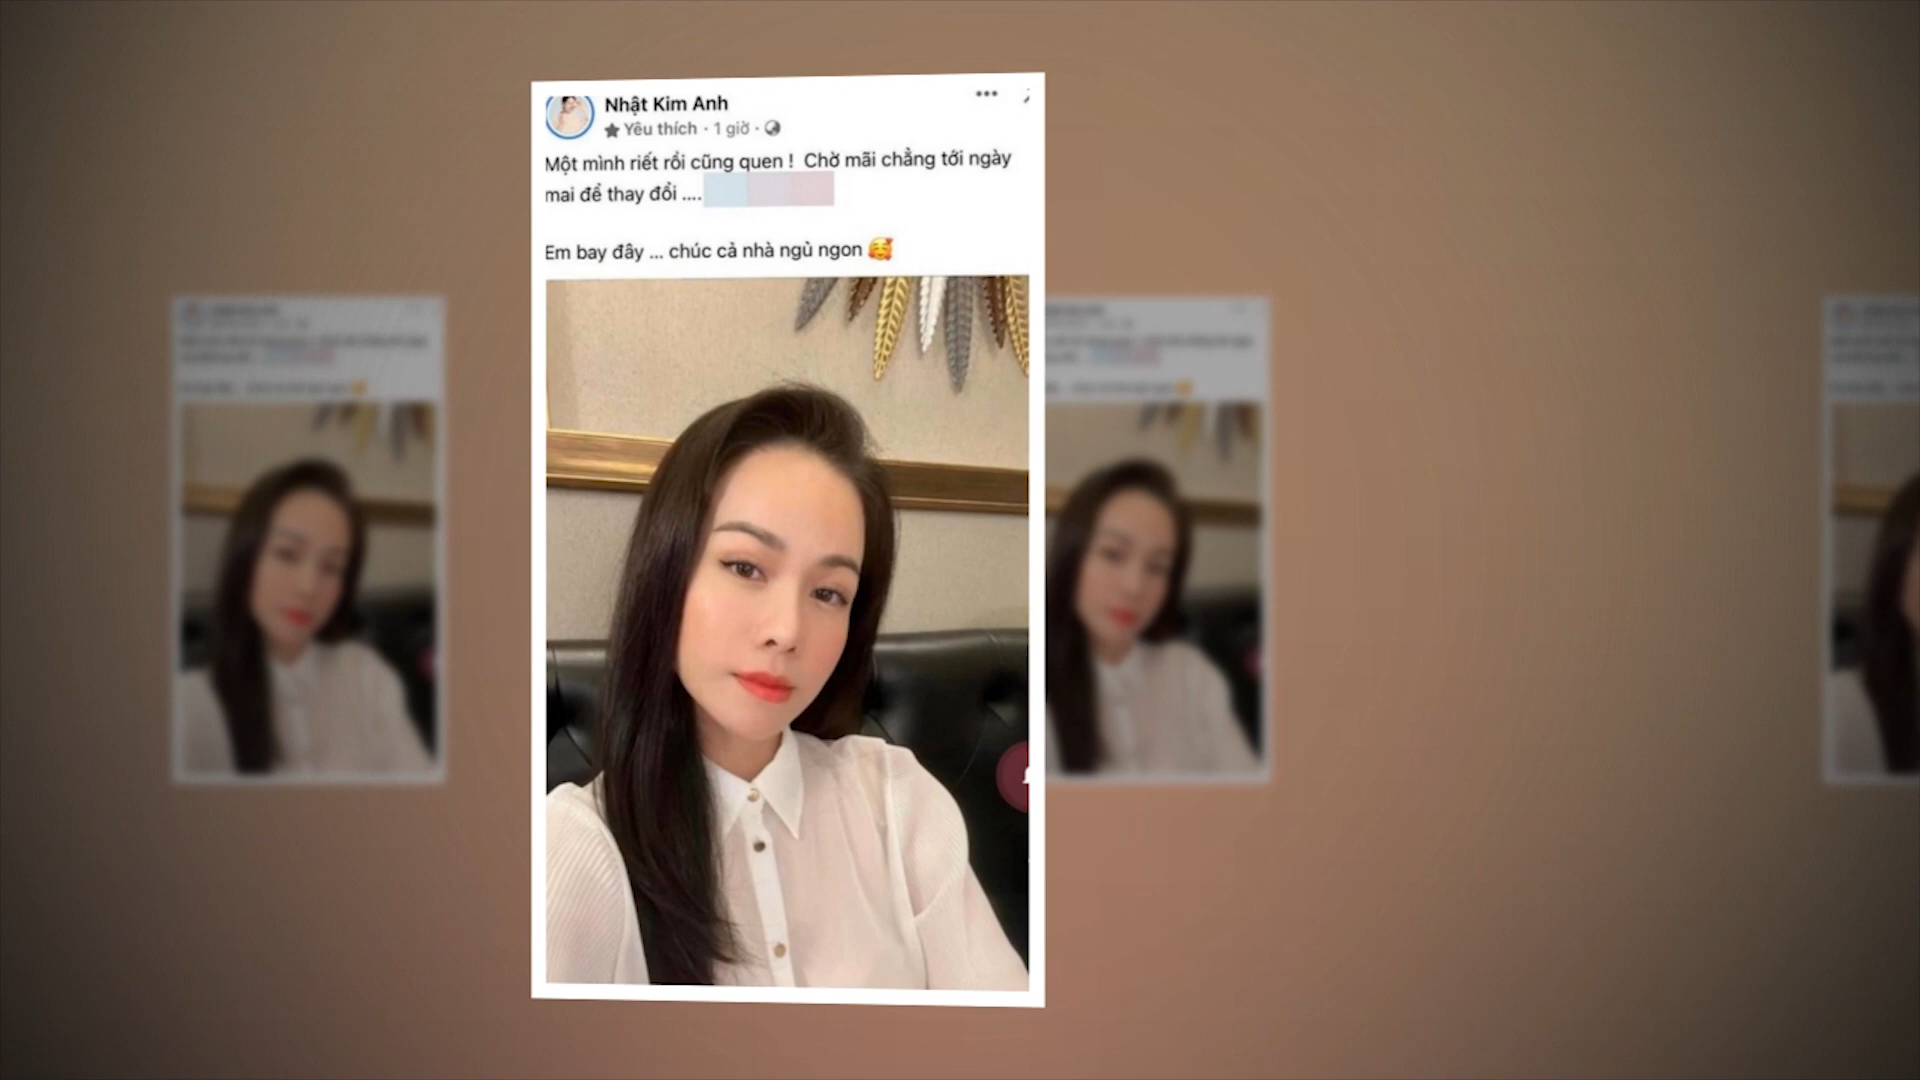 Nhật Kim Anh
Yêu thích · 1 giờ ·
Một mình riết rồi cũng quen ! Chờ mãi chẳng tới ngày
mai để thay đổi ....
Em bay đây ... chúc cả nhà ngủ ngon 🥰